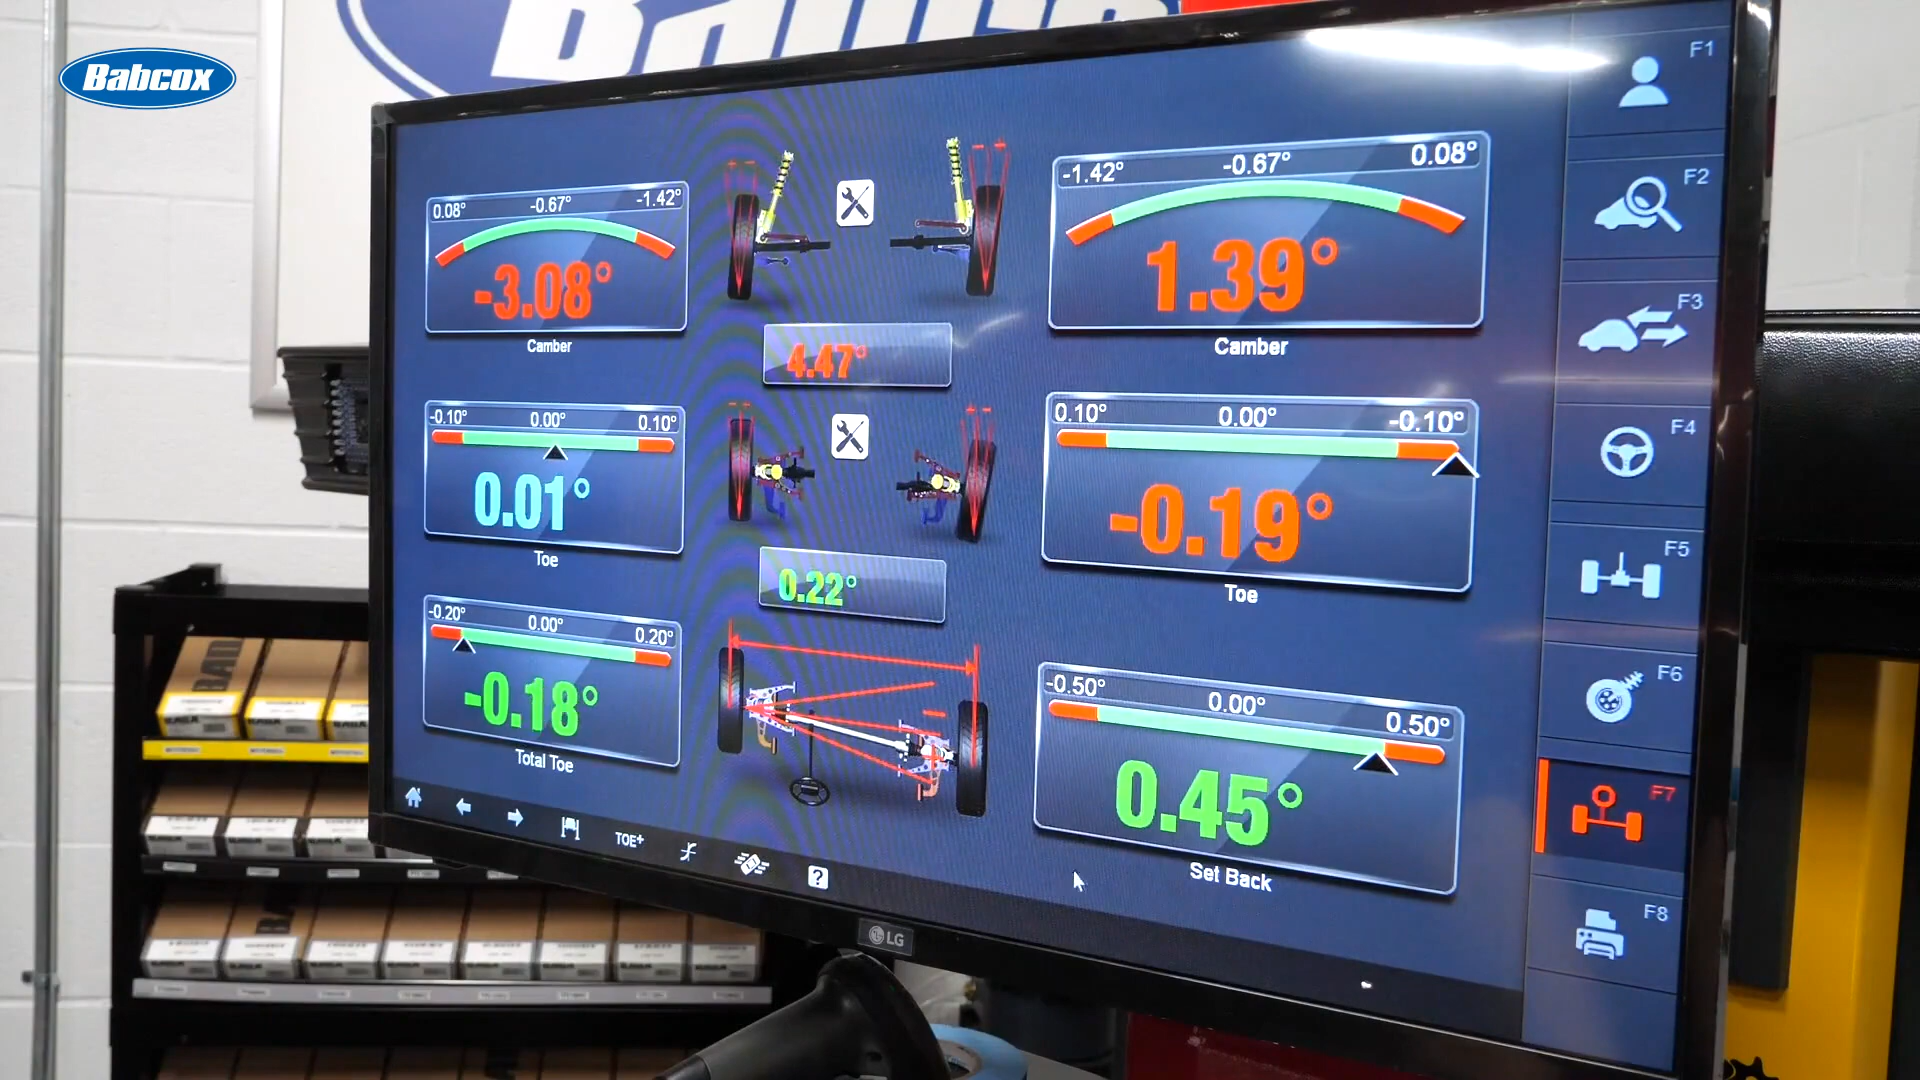 Babcox
F1
F2
F3
F4
F5
F6
F7
F8
0.08° -0.67° -1.42°
-3.08°
Camber
-1.42° -0.67° 0.08°
1.39°
Camber
4.47°
-0.10° 0.00° 0.10°
0.01°
Toe
0.10° 0.00° -0.10°
-0.19°
Toe
0.22°
-0.20° 0.00° 0.20°
-0.18°
Total Toe
-0.50° 0.00° 0.50°
0.45°
Set Back
TOE+
?
LG